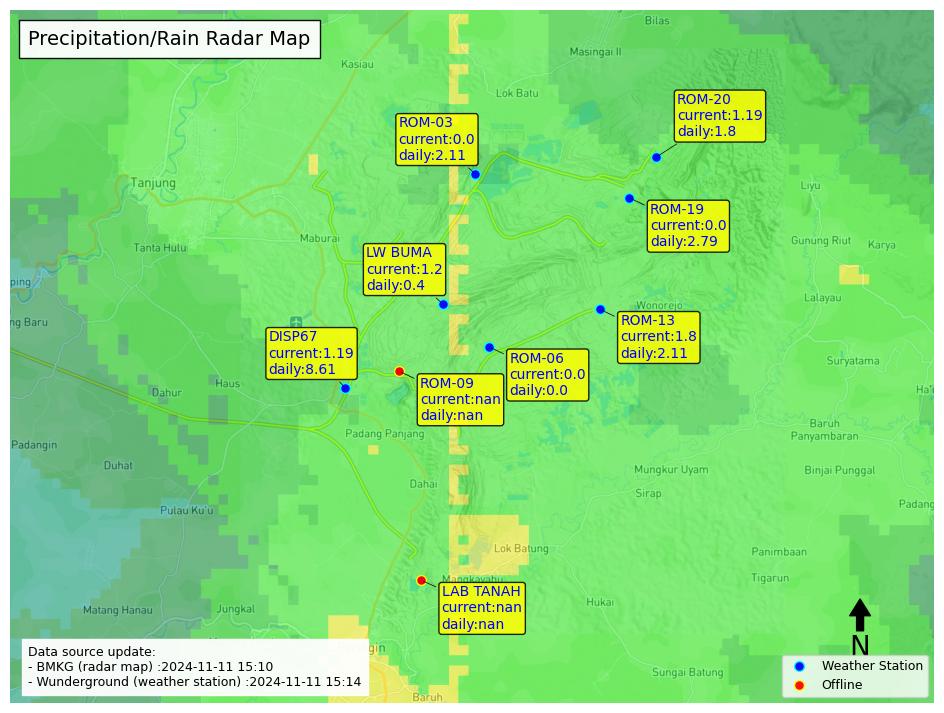 Precipitation/Rain Radar Map
Bilas
Masingai II
Kasiau
Lok Batu
ROM-20
current:1.19
daily:1.8
ROM-03
current:0.0
daily:2.11
Tanjung
Liyu
ROM-19
current:0.0
daily:2.79
Maburai
Tanta Hulu
Gunung Riut
Karya
LW BUMA
current:1.2
daily:0.4
ping
Lalayau
Wonorejo
ng Baru
ROM-13
current:1.8
daily:2.11
DISP67
current:1.19
daily:8.61
ROM-06
current:0.0
daily:0.0
Suryatama
Haus
Dahur
ROM-09
current:nan
daily:nan
Baruh
Panyambaran
Padang Panjang
Padangin
Duhat
Mungkur Uyam
Binjai Punggal
Dahai
Sirap
Padang
Pulau Ku'u
Lok Batung
Panimbaan
Tigarun
Mangkayahu
LAB TANAH
current:nan
daily:nan
Hukai
Matang Hanau
Jungkal
N
Data source update:
- BMKG (radar map) :2024-11-11 15:10
- Wunderground (weather station) :2024-11-11 15:14
Sungai Batung
Baruh
Weather Station
Offline